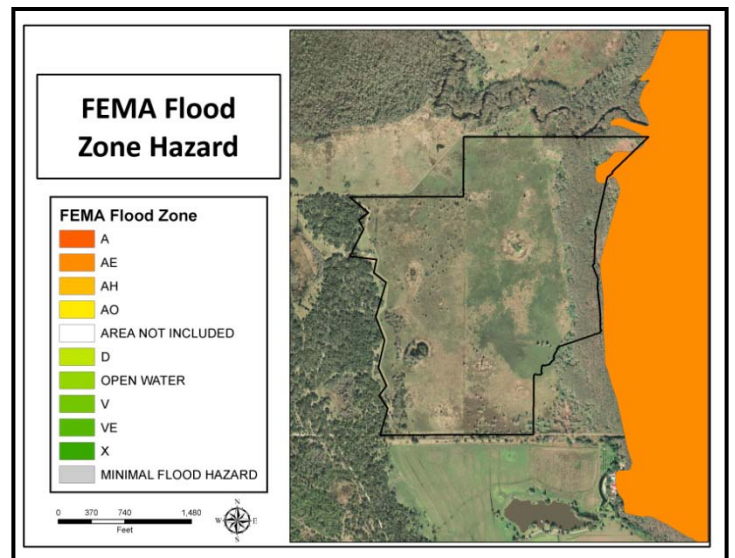 FEMA Flood
Zone Hazard
FEMA Flood Zone
A
AE
AH
AO
AREA NOT INCLUDED
D
OPEN WATER
V
VE
X
MINIMAL FLOOD HAZARD
0 370 740 1,480
Feet
N
W E
S